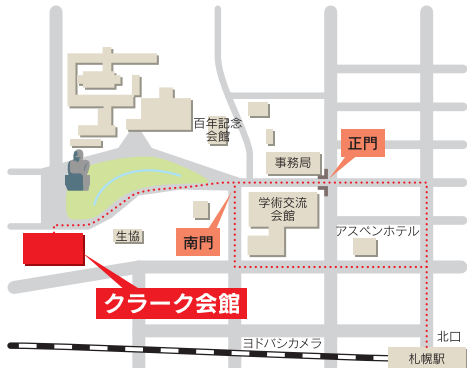 百年記念
会館
正門
事務局
学術交流
会館
アスペンホテル
生協
南門
クラーク会館
ヨドバシカメラ
北口
札幌駅